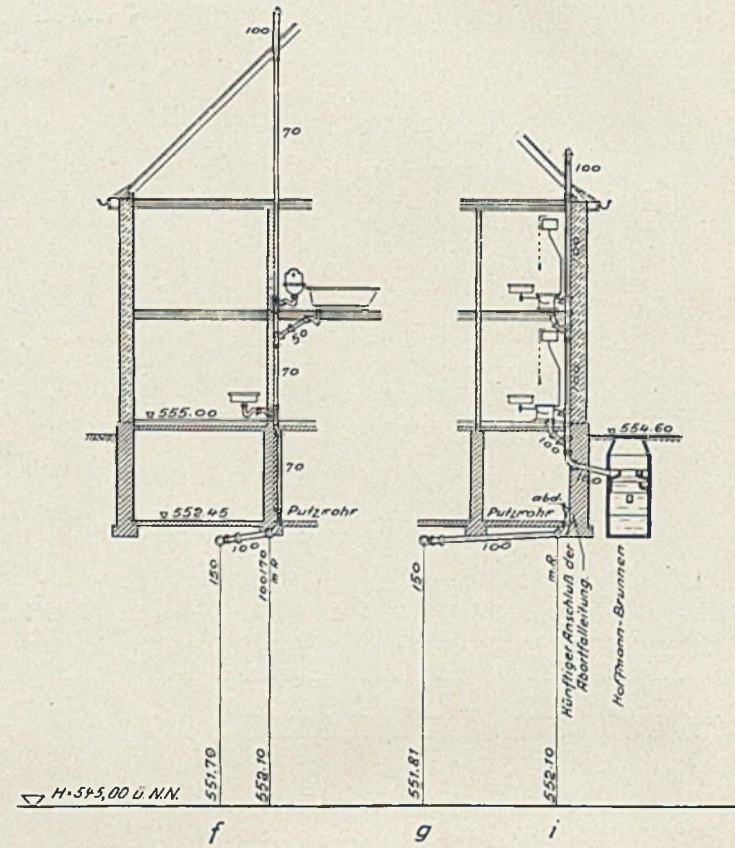 100
70
100
100
50
70
100
555.00
554.60
100
70
100
552.45
Putzrohr
abd.
Putzrohr
100
100
150
100/70
m.R
150
m.R
Künftiger Anschluß der
Abortfalleitung.
Hoffmann-Brunnen
551.70
552.10
551.81
552.10
H=545,00 ü.N.N.
f g i